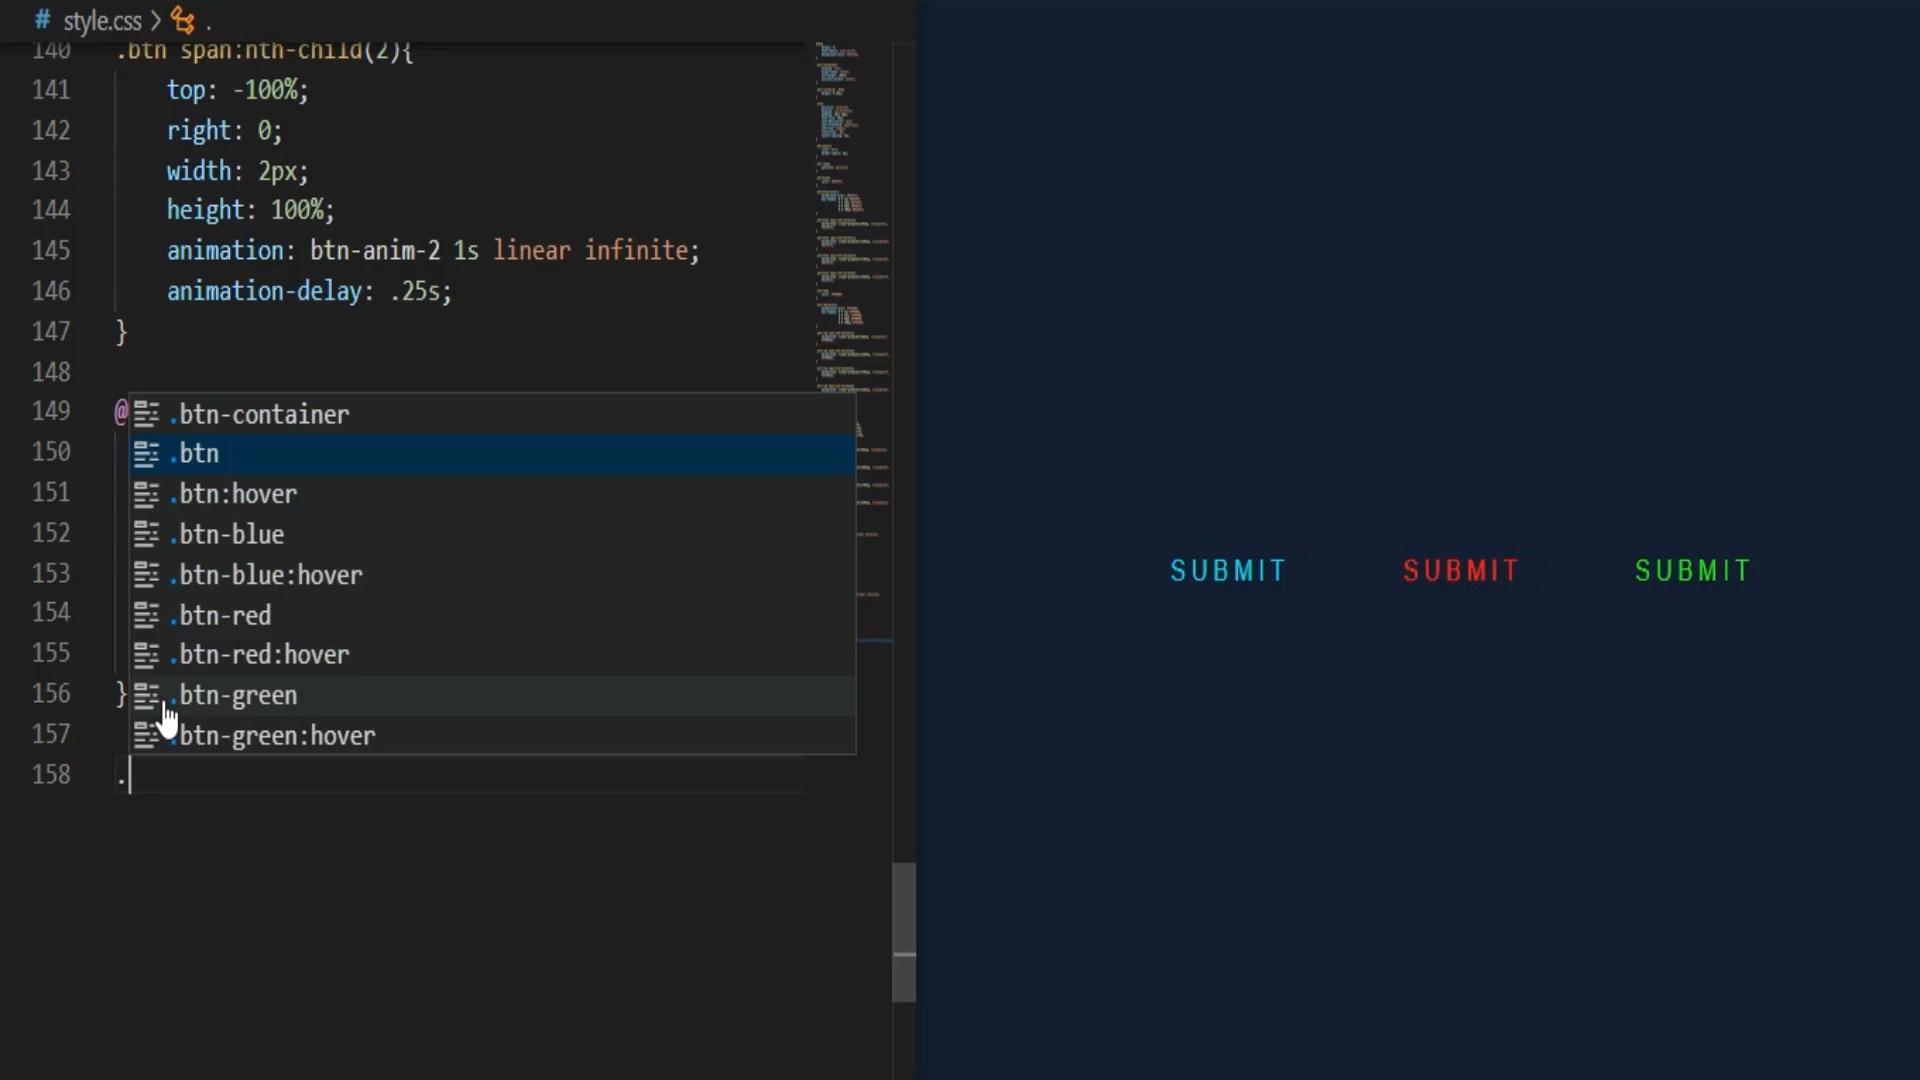 # style.css > .
140 .btn span:nth-child(2){
141 top: -100%;
142 right: 0;
143 width: 2px;
144 height: 100%;
145 animation: btn-anim-2 1s linear infinite;
146 animation-delay: .25s;
147 }
148
149 @
150
151
152
153
154
155
156 }
157
158 .
.btn-container
.btn
.btn:hover
.btn-blue
.btn-blue:hover
.btn-red
.btn-red:hover
.btn-green
.btn-green:hover
SUBMIT SUBMIT SUBMIT